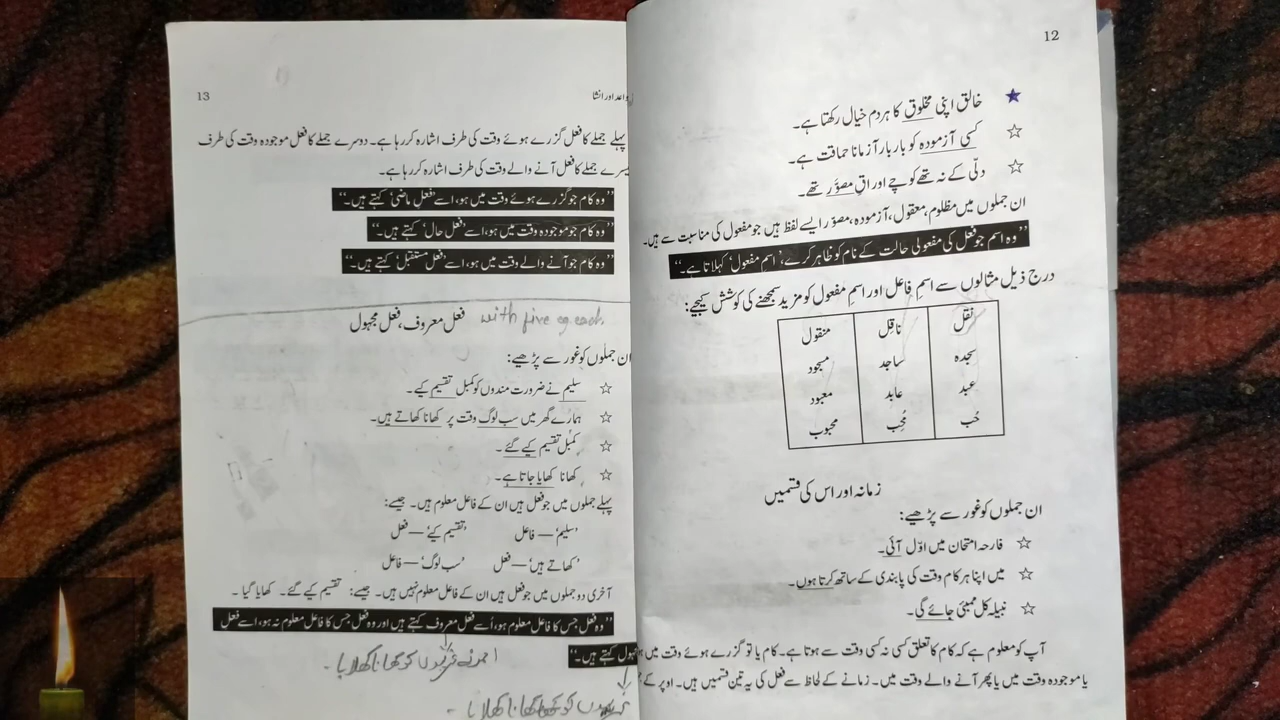 12
خالق اپنی مخلوق کا ہردم خیال رکھتا ہے۔
کسی آزمودہ کو بار بار آزمانا حماقت ہے۔
دلّی کے نہ تھے کوچے اوراقِ مصوّر تھے۔
ان جملوں میں مظلوم، معقول، آزمودہ، مصوّر ایسے لفظ ہیں جو مفعول کی مناسبت سے ہیں۔
’’وہ اسم جو فعل کی مفعولی حالت کے نام کو ظاہر کرے، ’اسمِ مفعول‘ کہلاتا ہے۔‘‘
درج ذیل مثالوں سے اسمِ فاعل اور اسمِ مفعول کو مزید سمجھنے کی کوشش کیجیے:
نقل ناقِل منقول
سجدہ ساجد مسجود
عبد عابد معبود
حُب مُحِب محبوب
زمانہ اور اس کی قسمیں
ان جملوں کو غور سے پڑھیے:
فارحہ امتحان میں اوّل آئی۔
میں اپنا ہر کام وقت کی پابندی کے ساتھ کرتا ہوں۔
نبیلہ کل ممبئی جائے گی۔
آپ کو معلوم ہے کہ کام کا تعلق کسی نہ کسی وقت سے ہوتا ہے۔ کام یا تو گزرے ہوئے وقت میں
یا موجودہ وقت میں یا پھر آنے والے وقت میں۔ زمانے کے لحاظ سے فعل کی یہ تین قسمیں ہیں۔ اوپر کے
13
اور انشا
پہلے جملے کا فعل گزرے ہوئے وقت کی طرف اشارہ کر رہا ہے۔ دوسرے جملے کا فعل موجودہ وقت کی طرف
جملے کا فعل آنے والے وقت کی طرف اشارہ کر رہا ہے۔
’’وہ کام جو گزرے ہوئے وقت میں ہو، اسے ’فعلِ ماضی‘ کہتے ہیں۔‘‘
’’وہ کام جو موجودہ وقت میں ہو، اسے ’فعل حال‘ کہتے ہیں۔‘‘
’’وہ کام جو آنے والے وقت میں ہو، اسے ’فعل مستقبل‘ کہتے ہیں۔‘‘
فعل معروف، فعل مجہول with five eg. each.
ان جملوں کو غور سے پڑھیے:
سلیم نے ضرورت مندوں کو کمبل تقسیم کیے۔
ہمارے گھر میں سب لوگ وقت پر کھانا کھاتے ہیں۔
کمبل تقسیم کیے گئے۔
کھانا کھایا جاتا ہے۔
پہلے جملوں میں جو فعل ہیں ان کے فاعل معلوم ہیں۔ جیسے:
’سلیم‘ — فاعل ’تقسیم کیے‘ — فعل
’کھاتے ہیں‘ — فعل ’سب لوگ‘ — فاعل
آخری دو جملوں میں جو فعل ہیں ان کے فاعل معلوم نہیں ہیں۔ جیسے: تقسیم کیے گئے۔ کھایا گیا۔
’’وہ فعل جس کا فاعل معلوم ہو، اُسے فعل معروف کہتے ہیں اور وہ فعل جس کا فاعل معلوم نہ ہو، اسے فعل
کہتے ہیں۔‘‘
احمد نے غریبوں کو کھانا کھلایا۔
کو کھانا کھلایا۔